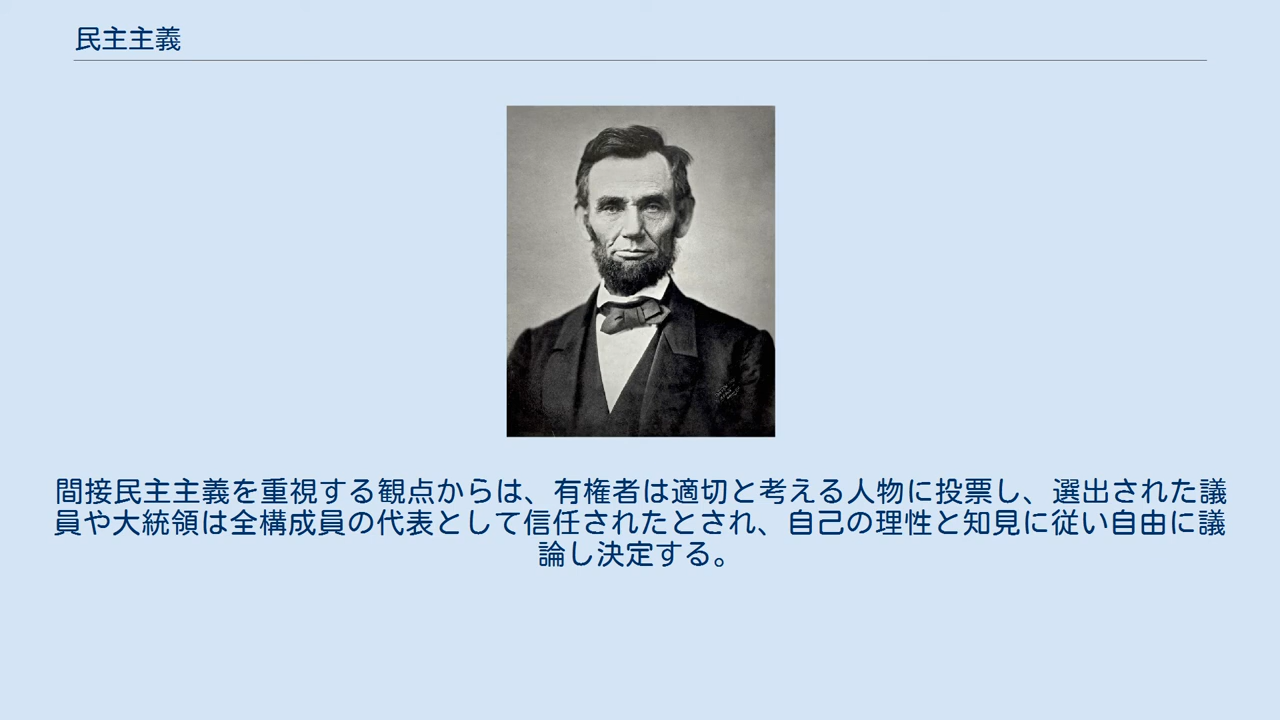 民主主義
間接民主主義を重視する観点からは、有権者は適切と考える人物に投票し、選出された議
員や大統領は全構成員の代表として信任されたとされ、自己の理性と知見に従い自由に議
論し決定する。